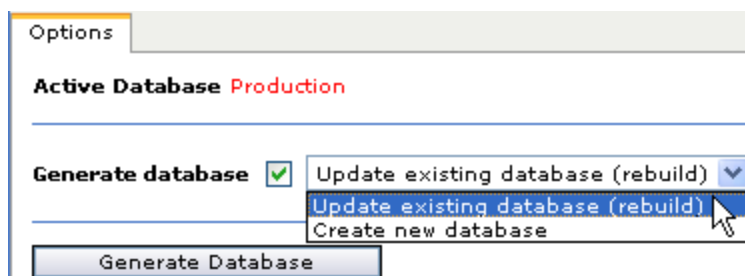 Options
Active Database Production
Generate database Update existing database (rebuild)
Update existing database (rebuild)
Create new database
Generate Database